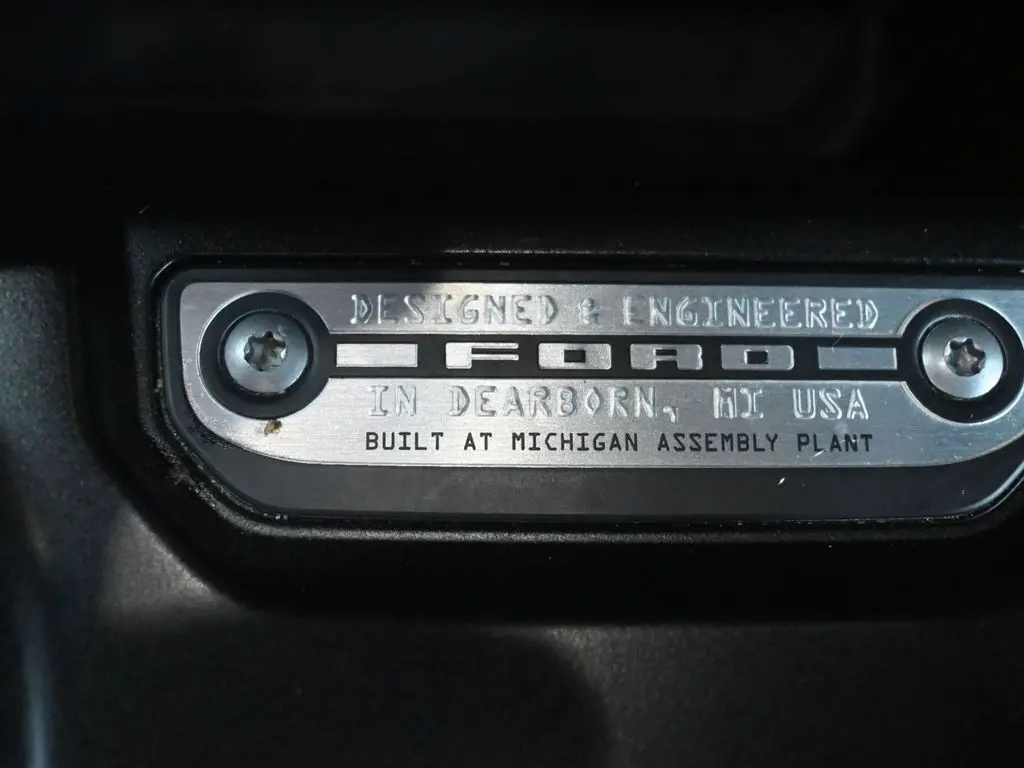 DESIGNED & ENGINEERED
FORD
IN DEARBORN, MI USA
BUILT AT MICHIGAN ASSEMBLY PLANT